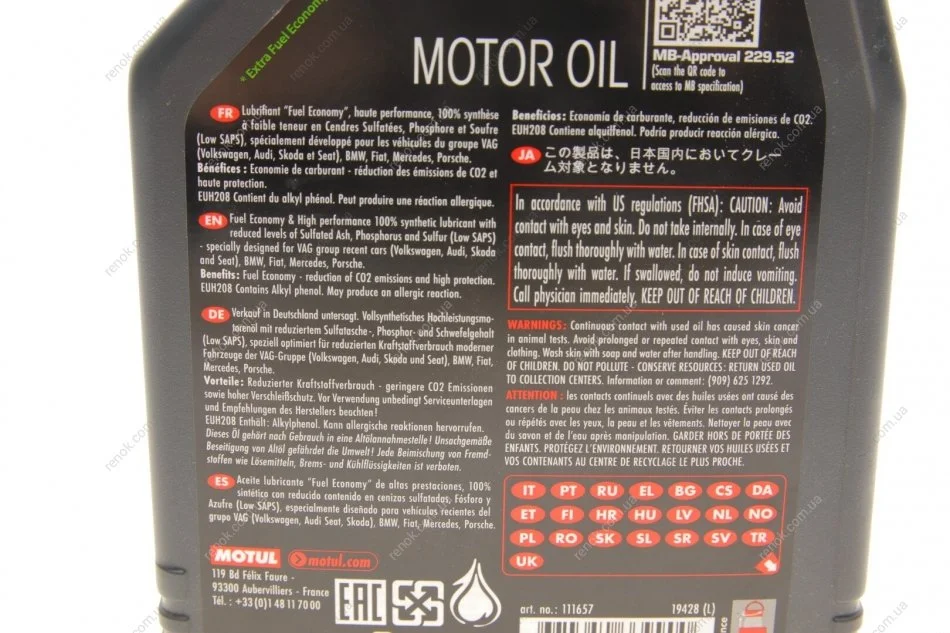 * Extra Fuel Economy
MOTOR OIL
MB-Approval 229.52
(Scan the QR code to
access to MB specification)
FR Lubrifiant "Fuel Economy", haute performance, 100% synthèse
à faible teneur en Cendres Sulfatées, Phosphore et Soufre
(Low SAPS), spécialement développé pour les véhicules du groupe VAG
(Volkswagen, Audi, Skoda et Seat), BMW, Fiat, Mercedes, Porsche.
Bénéfices : Economie de carburant - réduction des émissions de CO2 et
haute protection.
EUH208 Contient du alkyl phénol. Peut produire une réaction allergique.
EN Fuel Economy & High performance 100% synthetic lubricant with
reduced levels of Sulfated Ash, Phosphorus and Sulfur (Low SAPS)
- specially designed for VAG group recent cars (Volkswagen, Audi, Skoda
and Seat), BMW, Fiat, Mercedes, Porsche.
Benefits: Fuel Economy - reduction of CO2 emissions and high protection.
EUH208 Contains Alkyl phenol. May produce an allergic reaction.
DE Verkauf in Deutschland untersagt. Vollsynthetisches Hochleistungsmo-
torenöl mit reduziertem Sulfatasche-, Phosphor- und Schwefelgehalt
(Low SAPS), speziell optimiert für reduzierten Kraftstoffverbrauch moderner
Fahrzeuge der VAG-Gruppe (Volkswagen, Audi, Skoda und Seat), BMW, Fiat,
Mercedes, Porsche.
Vorteile: Reduzierter Kraftstoffverbrauch - geringere CO2 Emissionen
sowie hoher Verschleißschutz. Vor Verwendung unbedingt Serviceunterlagen
und Empfehlungen des Herstellers beachten!
EUH208 Enthält: Alkylphenol. Kann allergische reaktionen hervorrufen.
Dieses Öl gehört nach Gebrauch in eine Altölannahmestelle! Unsachgemäße
Beseitigung von Altöl gefährdet die Umwelt! Jede Beimischung von Fremd-
stoffen wie Lösemitteln, Brems- und Kühlflüssigkeiten ist verboten.
ES Aceite lubricante "Fuel Economy" de altas prestaciones, 100%
sintético con reducido contenido en cenizas sulfatadas, Fósforo y
Azufre (Low SAPS), especialmente diseñado para vehículos recientes del
grupo VAG (Volkswagen, Audi Seat, Skoda), BMW, Fiat, Mercedes, Porsche.
MOTUL motul.com
119 Bd Félix Faure -
93300 Aubervilliers - France
Tél. : +33(0)1 48 11 70 00
EAC
Beneficios: Economía de carburante, reducción de emisiones de CO2.
EUH208 Contiene alquilfenol. Podría producir reacción alérgica.
JA この製品は、日本国内においてクレー
ム対象となりません。
In accordance with US regulations (FHSA): CAUTION: Avoid
contact with eyes and skin. Do not take internally. In case of eye
contact, flush thoroughly with water. In case of skin contact, flush
thoroughly with water. If swallowed, do not induce vomiting.
Call physician immediately. KEEP OUT OF REACH OF CHILDREN.
WARNINGS: Continuous contact with used oil has caused skin cancer
in animal tests. Avoid prolonged or repeated contact with eyes, skin and
clothing. Wash skin with soap and water after handling. KEEP OUT OF REACH
OF CHILDREN. DO NOT POLLUTE - CONSERVE RESOURCES: RETURN USED OIL
TO COLLECTION CENTERS. Information or comment: (909) 625 1292.
ATTENTION : les contacts continuels avec des huiles usées ont causé des
cancers de la peau chez les animaux testés. Éviter les contacts prolongés
ou répétés avec les yeux, la peau et les vêtements. Nettoyer la peau avec
du savon et de l'eau après manipulation. GARDER HORS DE PORTÉE DES
ENFANTS. PROTÉGEZ L'ENVIRONNEMENT. RETOURNER VOS HUILES USÉES ET
VOS CONTENANTS AU CENTRE DE RECYCLAGE LE PLUS PROCHE.
IT PT RU EL BG CS DA
ET FI HR HU LV NL NO
PL RO SK SL SR SV TR
UK
art. no.: 111657 19428 (L)
renok.com.ua